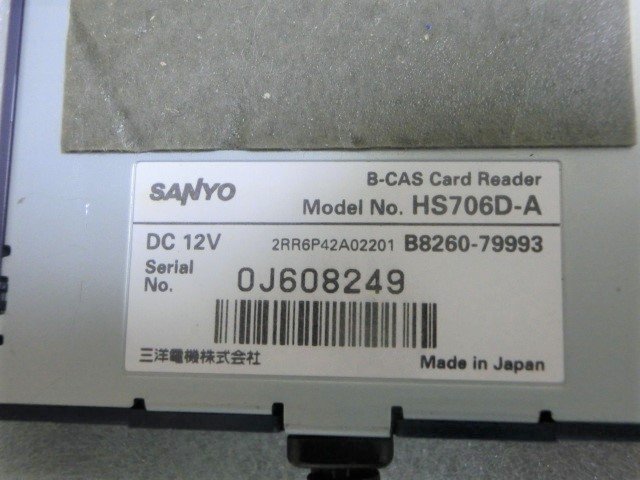 SANYO
B-CAS Card Reader
Model No. HS706D-A
DC 12V 2RR6P42A02201 B8260-79993
Serial No. 0J608249
三洋電機株式会社 Made in Japan